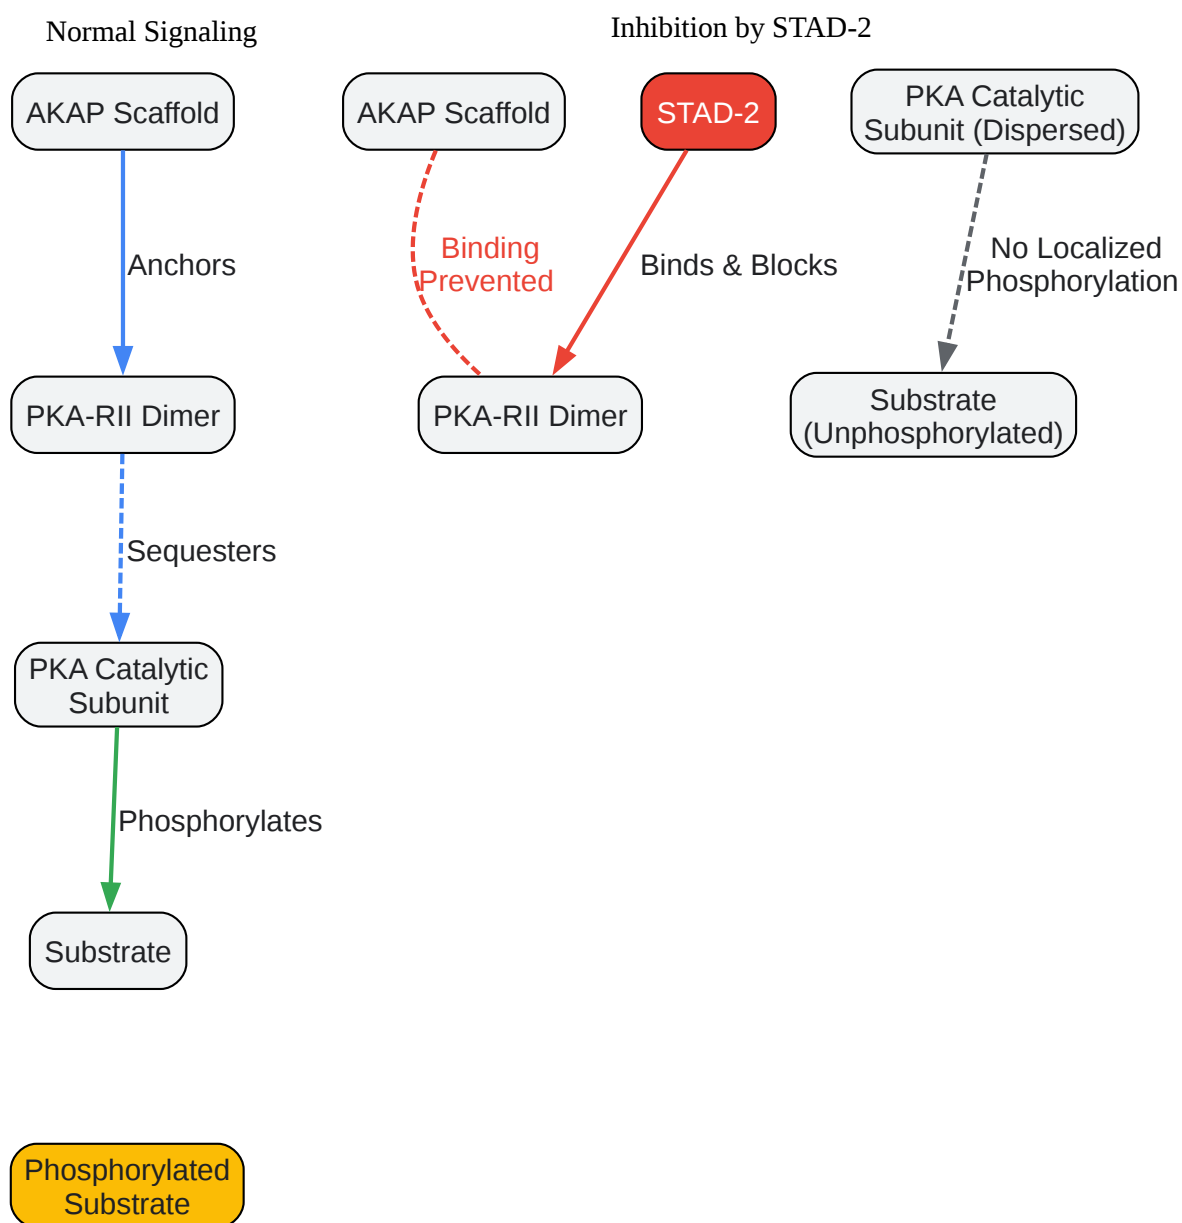 Normal Signaling
AKAP Scaffold
Anchors
PKA-RII Dimer
Sequesters
PKA Catalytic
Subunit
Phosphorylates
Substrate
Phosphorylated
Substrate
Inhibition by STAD-2
AKAP Scaffold
STAD-2
PKA Catalytic
Subunit (Dispersed)
Binding
Prevented
Binds & Blocks
No Localized
Phosphorylation
PKA-RII Dimer
Substrate
(Unphosphorylated)